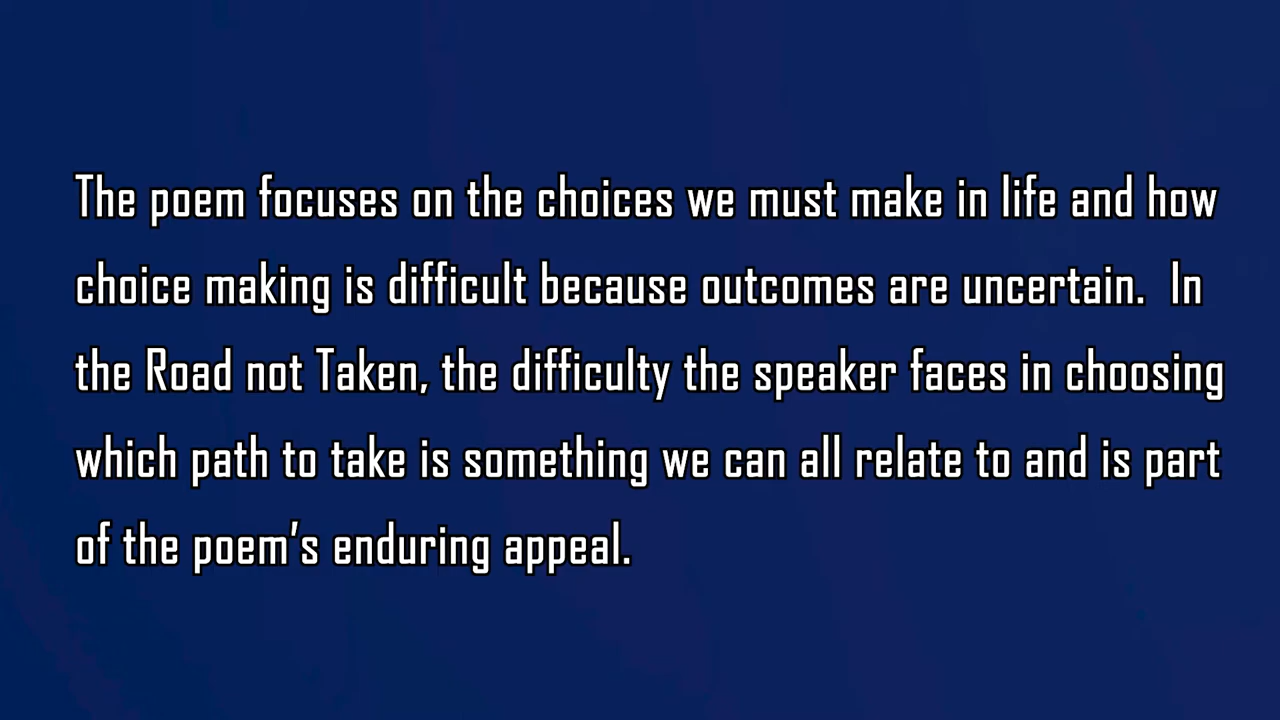 The poem focuses on the choices we must make in life and how
choice making is difficult because outcomes are uncertain.  In
the Road not Taken, the difficulty the speaker faces in choosing
which path to take is something we can all relate to and is part
of the poem’s enduring appeal.